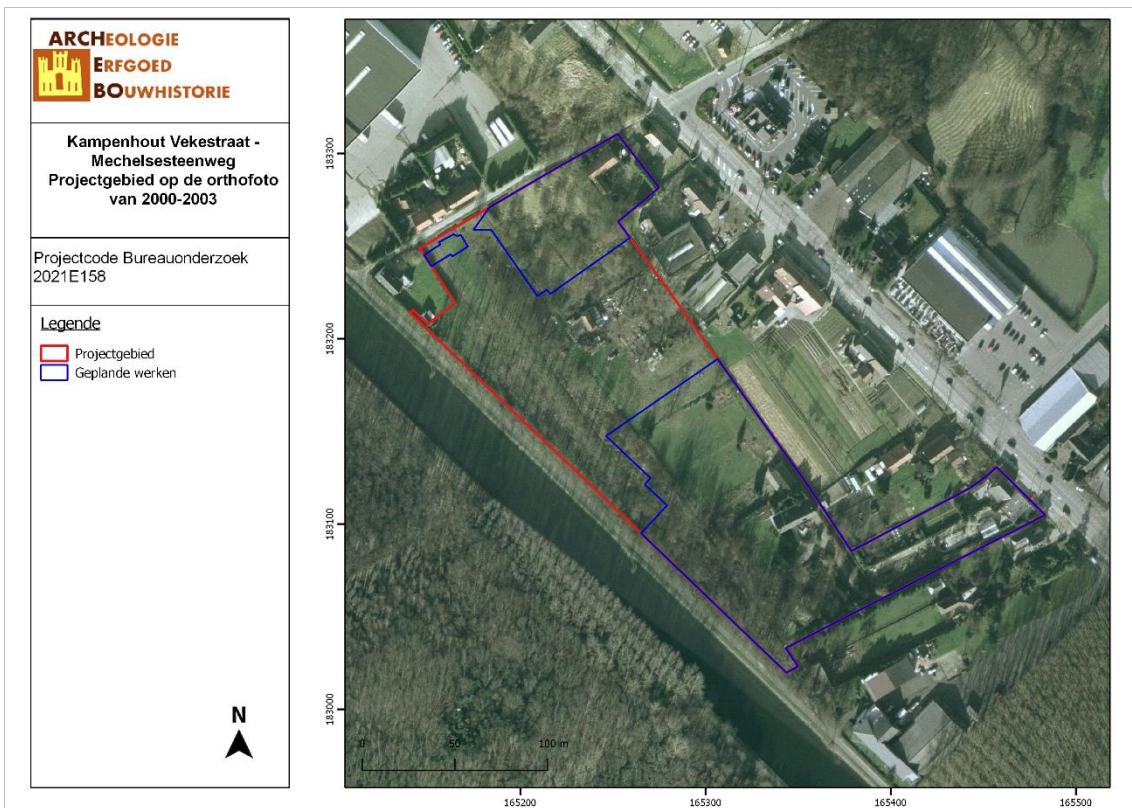 ARCHEOLOGIE
ERFGOED
BOUWHISTORIE
Kampenhout Vekestraat -
Mechelsesteenweg
Projectgebied op de orthofoto
van 2000-2003
Projectcode Bureauonderzoek
2021E158
Legende
Projectgebied
Geplande werken
N
183300
183200
183100
183000
0 50 100 m
165200 165300 165400 165500